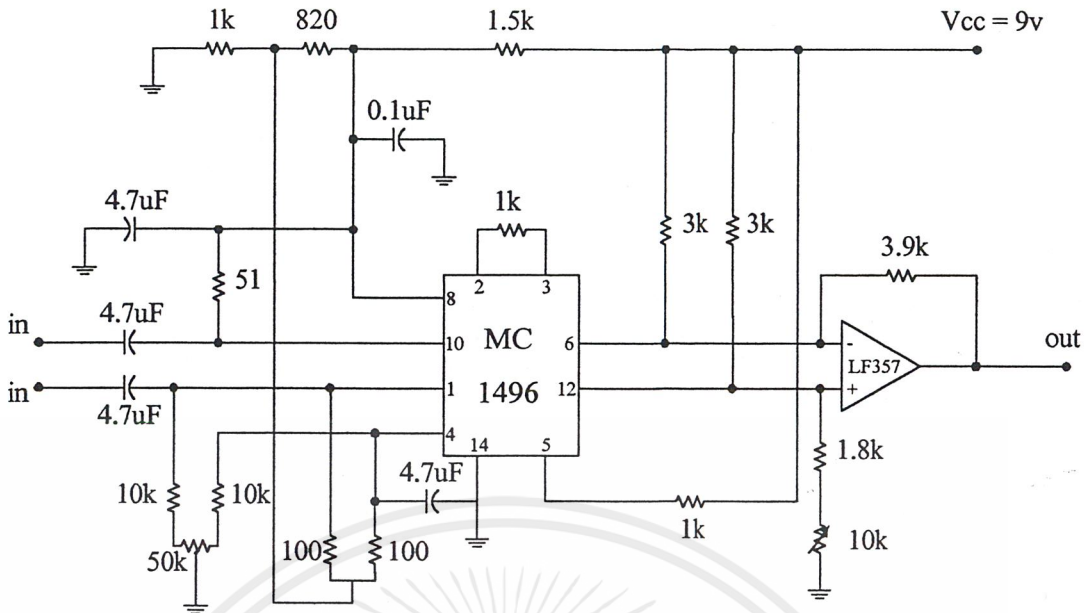 1k
820
1.5k
Vcc = 9v
0.1uF
4.7uF
1k
3k
3k
3.9k
51
2
3
8
in
4.7uF
10
MC
6
-
out
LF357
in
4.7uF
1
1496
12
+
4
14
5
4.7uF
1.8k
10k
10k
1k
50k
100
100
10k